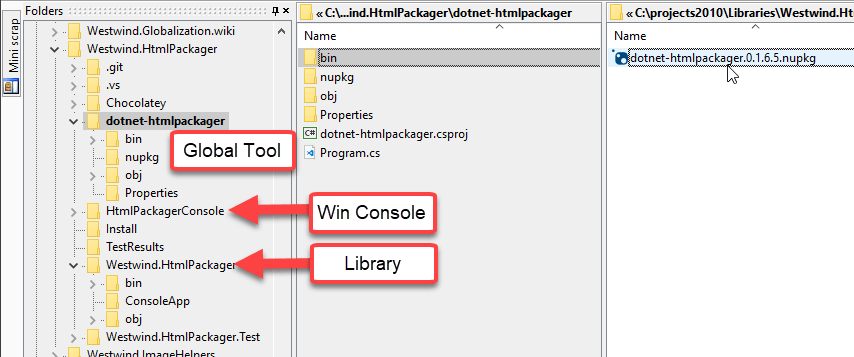 Mini scrap
Folders
Westwind.Globalization.wiki
Westwind.HtmlPackager
.git
.vs
Chocolatey
dotnet-htmlpackager
bin
nupkg
obj
Properties
HtmlPackagerConsole
Install
TestResults
Westwind.HtmlPackager
bin
ConsoleApp
obj
Westwind.HtmlPackager.Test
Westwind.ImageHelpers
Global Tool
Win Console
Library
« C:\...ind.HtmlPackager\dotnet-htmlpackager
Name
bin
nupkg
obj
Properties
C# dotnet-htmlpackager.csproj
Program.cs
« C:\projects2010\Libraries\Westwind.Ht
Name
dotnet-htmlpackager.0.1.6.5.nupkg